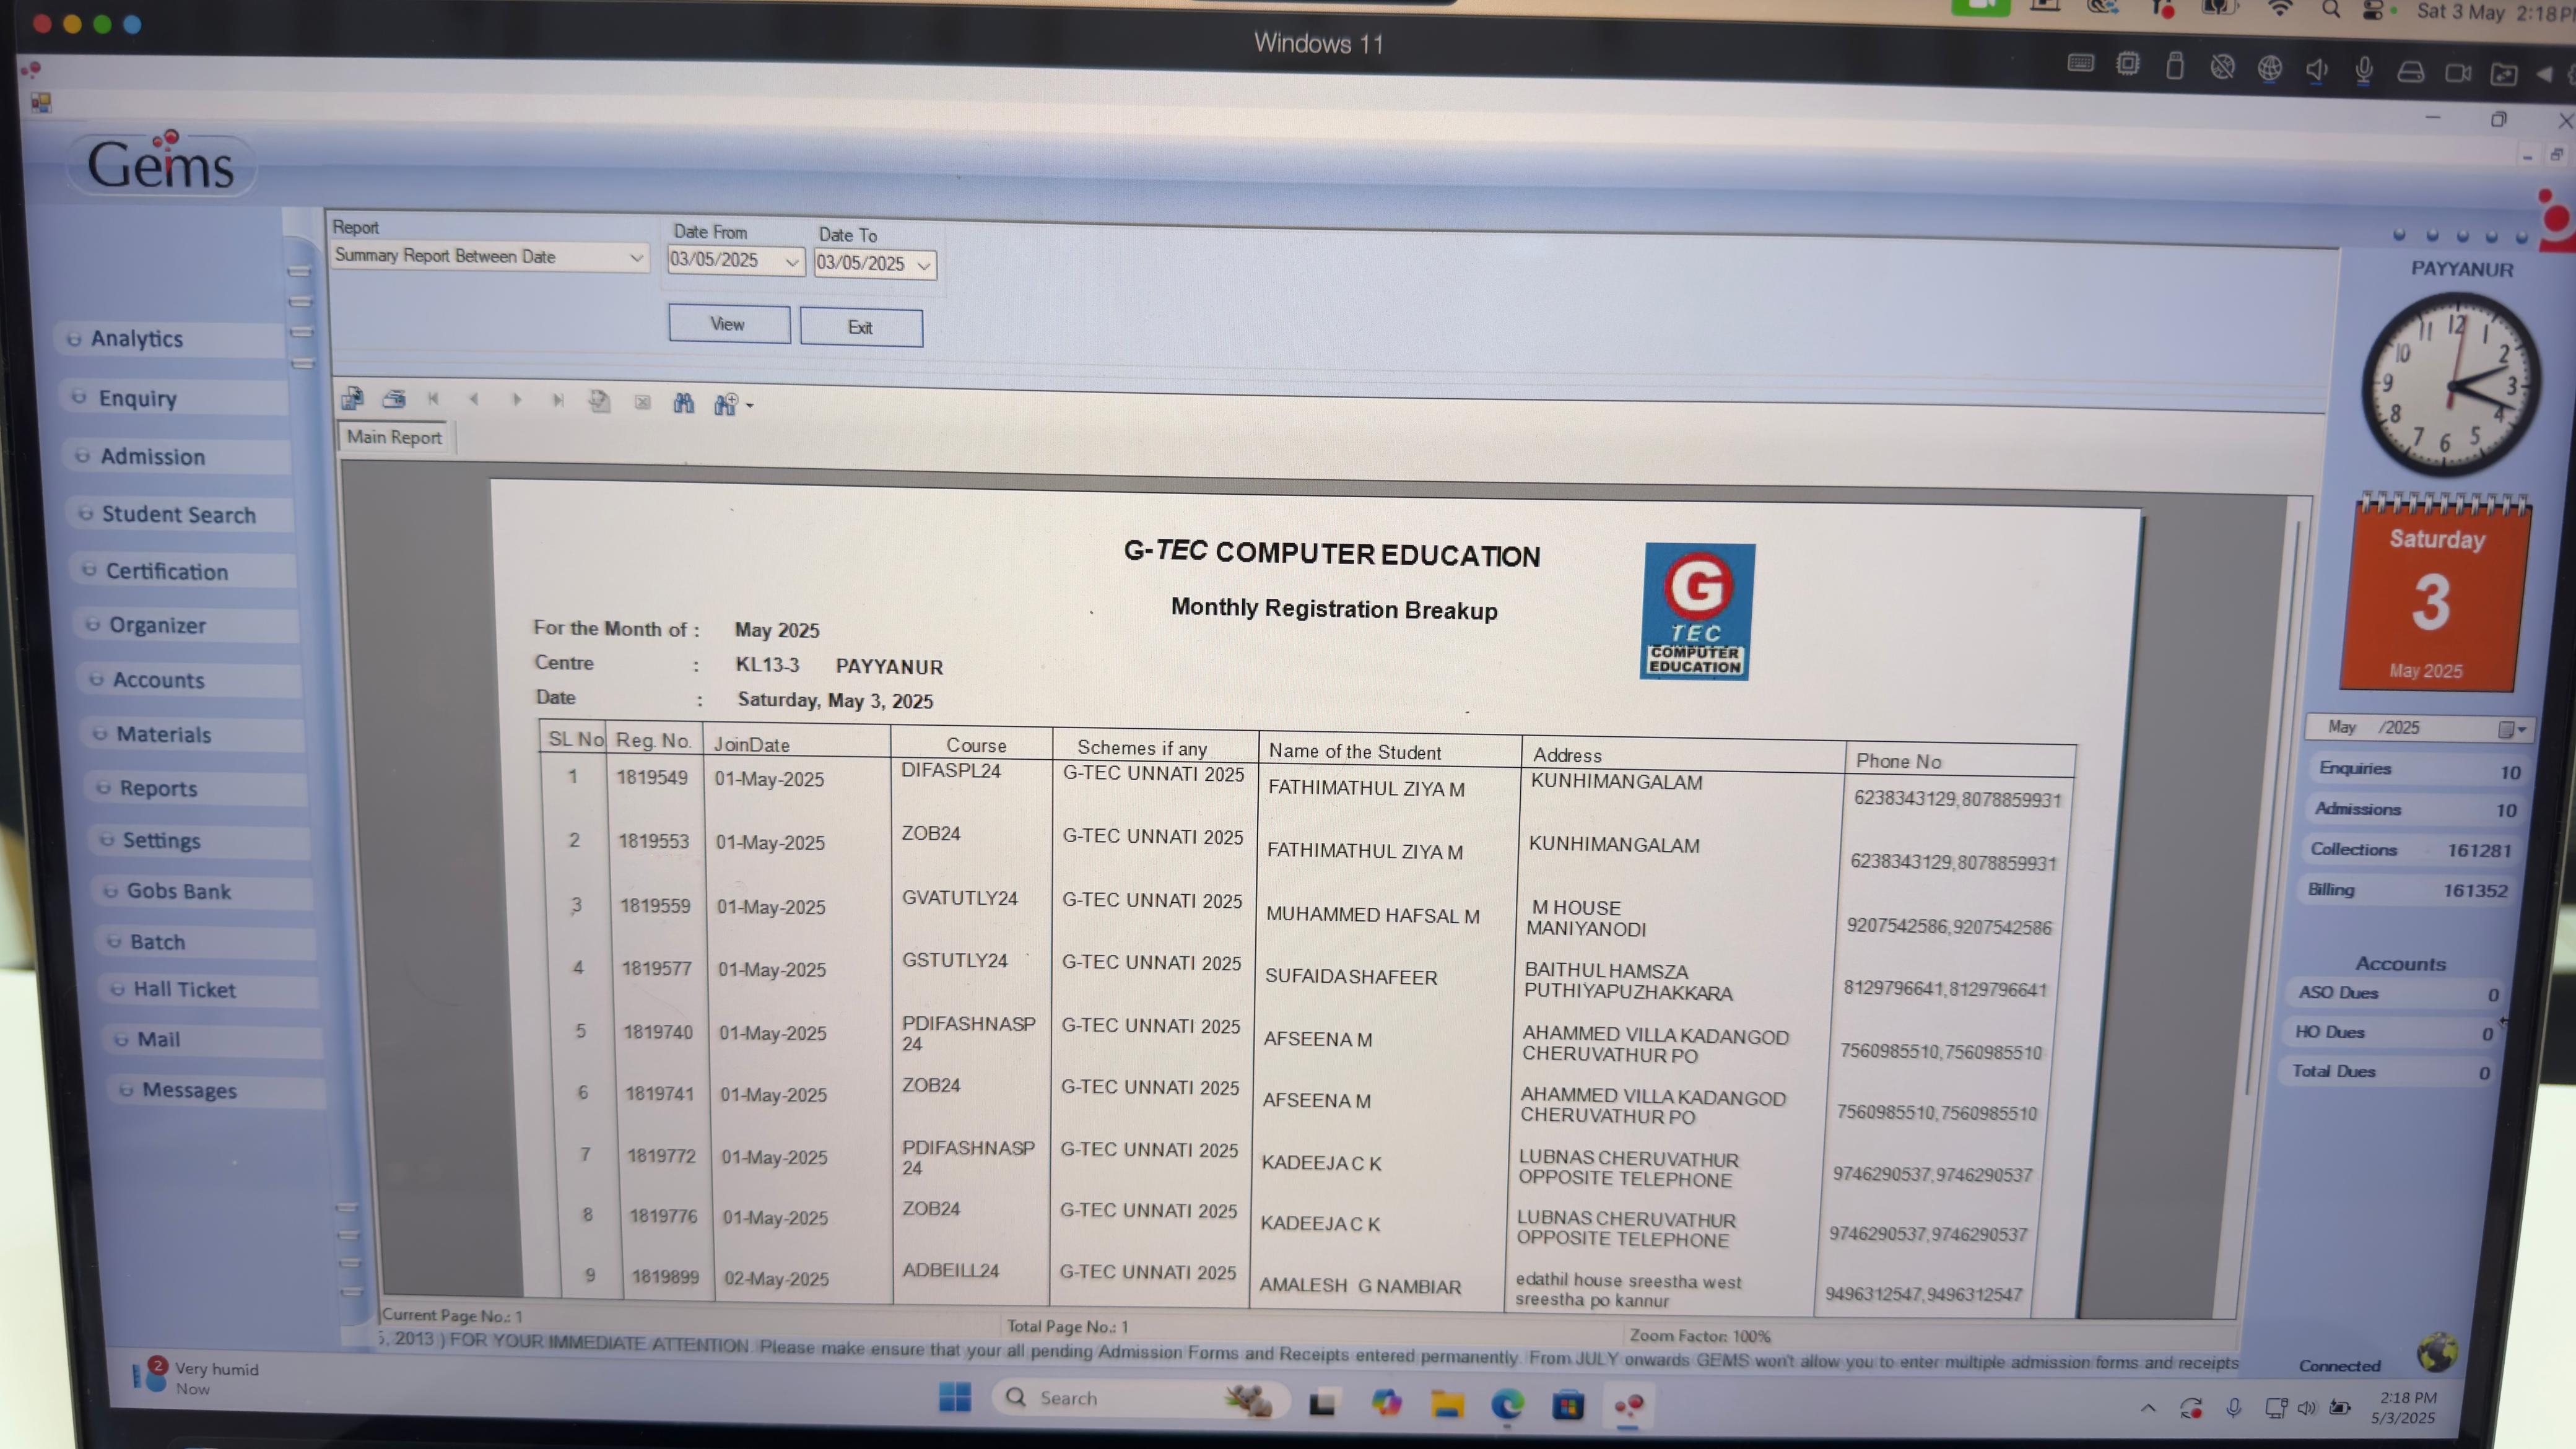 Sat 3 May 2:18
Windows 11
Gems
Report
Summary Report Between Date
Date From
03/05/2025
Date To
03/05/2025
View
Exit
Main Report
Analytics
Enquiry
Admission
Student Search
Certification
Organizer
Accounts
Materials
Reports
Settings
Gobs Bank
Batch
Hall Ticket
Mail
Messages
G-TEC COMPUTER EDUCATION
Monthly Registration Breakup
G
TEC
COMPUTER
EDUCATION
For the Month of : May 2025
Centre : KL13-3 PAYYANUR
Date : Saturday, May 3, 2025
SL No Reg. No. JoinDate Course Schemes if any Name of the Student Address Phone No
1 1819549 01-May-2025 DIFASPL24 G-TEC UNNATI 2025 FATHIMATHUL ZIYA M KUNHIMANGALAM 6238343129,8078859931
2 1819553 01-May-2025 ZOB24 G-TEC UNNATI 2025 FATHIMATHUL ZIYA M KUNHIMANGALAM 6238343129,8078859931
3 1819559 01-May-2025 GVATUTLY24 G-TEC UNNATI 2025 MUHAMMED HAFSAL M M HOUSE
MANIYANODI 9207542586,9207542586
4 1819577 01-May-2025 GSTUTLY24 G-TEC UNNATI 2025 SUFAIDA SHAFEER BAITHUL HAMSZA
PUTHIYAPUZHAKKARA 8129796641,8129796641
5 1819740 01-May-2025 PDIFASHNASP G-TEC UNNATI 2025 AFSEENA M AHAMMED VILLA KADANGOD
24 CHERUVATHUR PO 7560985510,7560985510
6 1819741 01-May-2025 ZOB24 G-TEC UNNATI 2025 AFSEENA M AHAMMED VILLA KADANGOD
CHERUVATHUR PO 7560985510,7560985510
7 1819772 01-May-2025 PDIFASHNASP G-TEC UNNATI 2025 KADEEJA C K LUBNAS CHERUVATHUR
24 OPPOSITE TELEPHONE 9746290537,9746290537
8 1819776 01-May-2025 ZOB24 G-TEC UNNATI 2025 KADEEJA C K LUBNAS CHERUVATHUR
OPPOSITE TELEPHONE 9746290537,9746290537
9 1819899 02-May-2025 ADBEILL24 G-TEC UNNATI 2025 AMALESH G NAMBIAR edathil house sreestha west
sreestha po kannur 9496312547,9496312547
Current Page No.: 1
Total Page No.: 1
Zoom Factor: 100%
, 2013 ) FOR YOUR IMMEDIATE ATTENTION. Please make ensure that your all pending Admission Forms and Receipts entered permanently. From JULY onwards GEMS won't allow you to enter multiple admission forms and receipts
PAYYANUR
12
1
2
3
4
5
6
7
8
9
10
11
Saturday
3
May 2025
May /2025
Enquiries 10
Admissions 10
Collections 161281
Billing 161352
Accounts
ASO Dues 0
HO Dues 0
Total Dues 0
Connected
2
Very humid
Now
Search
2:18 PM
5/3/2025